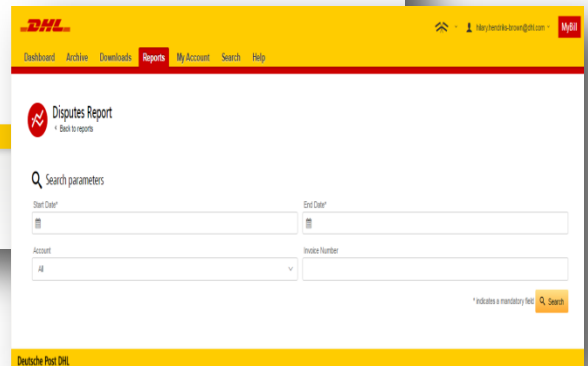 DHL
hilary.hendriks-brown@dhl.com
MyBill
Dashboard Archive Downloads Reports My Account Search Help
Disputes Report
< Back to reports
Search parameters
Start Date* End Date*
Account Invoice Number
All
* indicates a mandatory field Search
Deutsche Post DHL